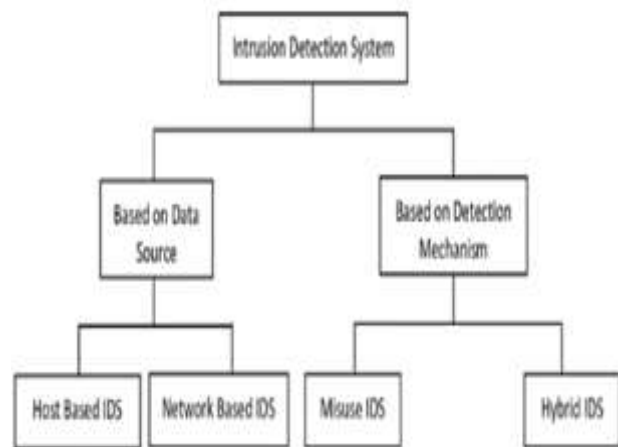 Intrusion Detection System
Based on Data
Source
Based on Detection
Mechanism
Host Based IDS
Network Based IDS
Misuse IDS
Hybrid IDS